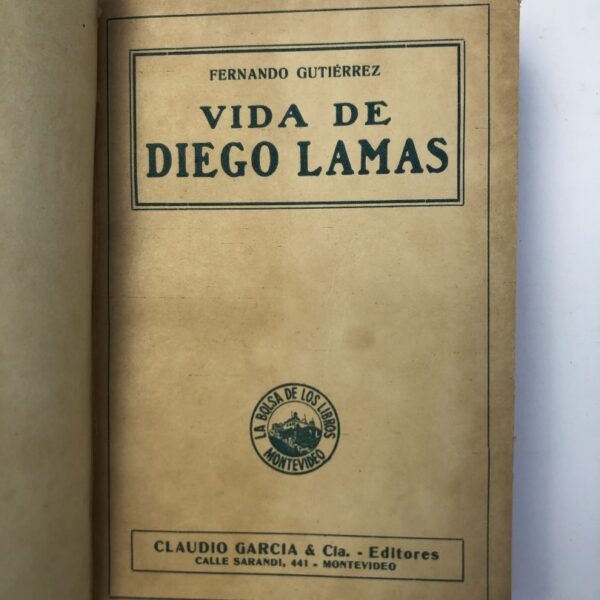 FERNANDO GUTIÉRREZ
VIDA DE
DIEGO LAMAS
LA BOLSA DE LOS LIBROS
MONTEVIDEO
CLAUDIO GARCIA & Cia. - Editores
CALLE SARANDI, 441 - MONTEVIDEO